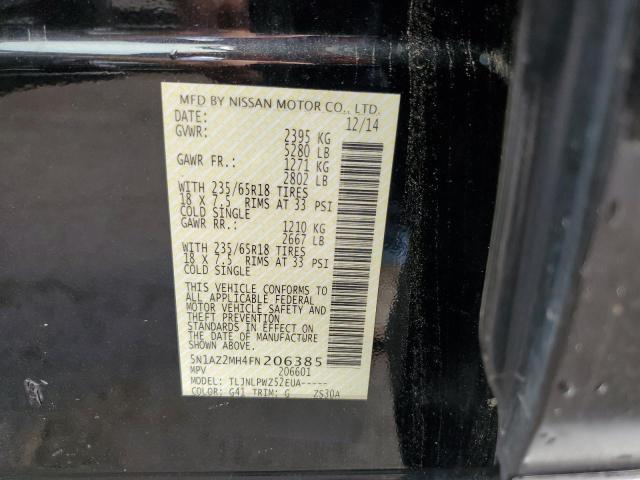 MFD BY NISSAN MOTOR CO., LTD.
DATE: 12/14
GVWR: 2395 KG
5280 LB
GAWR FR.: 1271 KG
2802 LB
WITH 235/65R18 TIRES
18 X 7.5 RIMS AT 33 PSI
COLD SINGLE
GAWR RR.: 1210 KG
2667 LB
WITH 235/65R18 TIRES
18 X 7.5 RIMS AT 33 PSI
COLD SINGLE
THIS VEHICLE CONFORMS TO
ALL APPLICABLE FEDERAL
MOTOR VEHICLE SAFETY AND
THEFT PREVENTION
STANDARDS IN EFFECT ON
THE DATE OF MANUFACTURE
SHOWN ABOVE.
5N1AZ2MH4FN206385
MPV 206601
MODEL: TLJNLPWZ52EUA-----
COLOR: G41 TRIM: G ZS30A